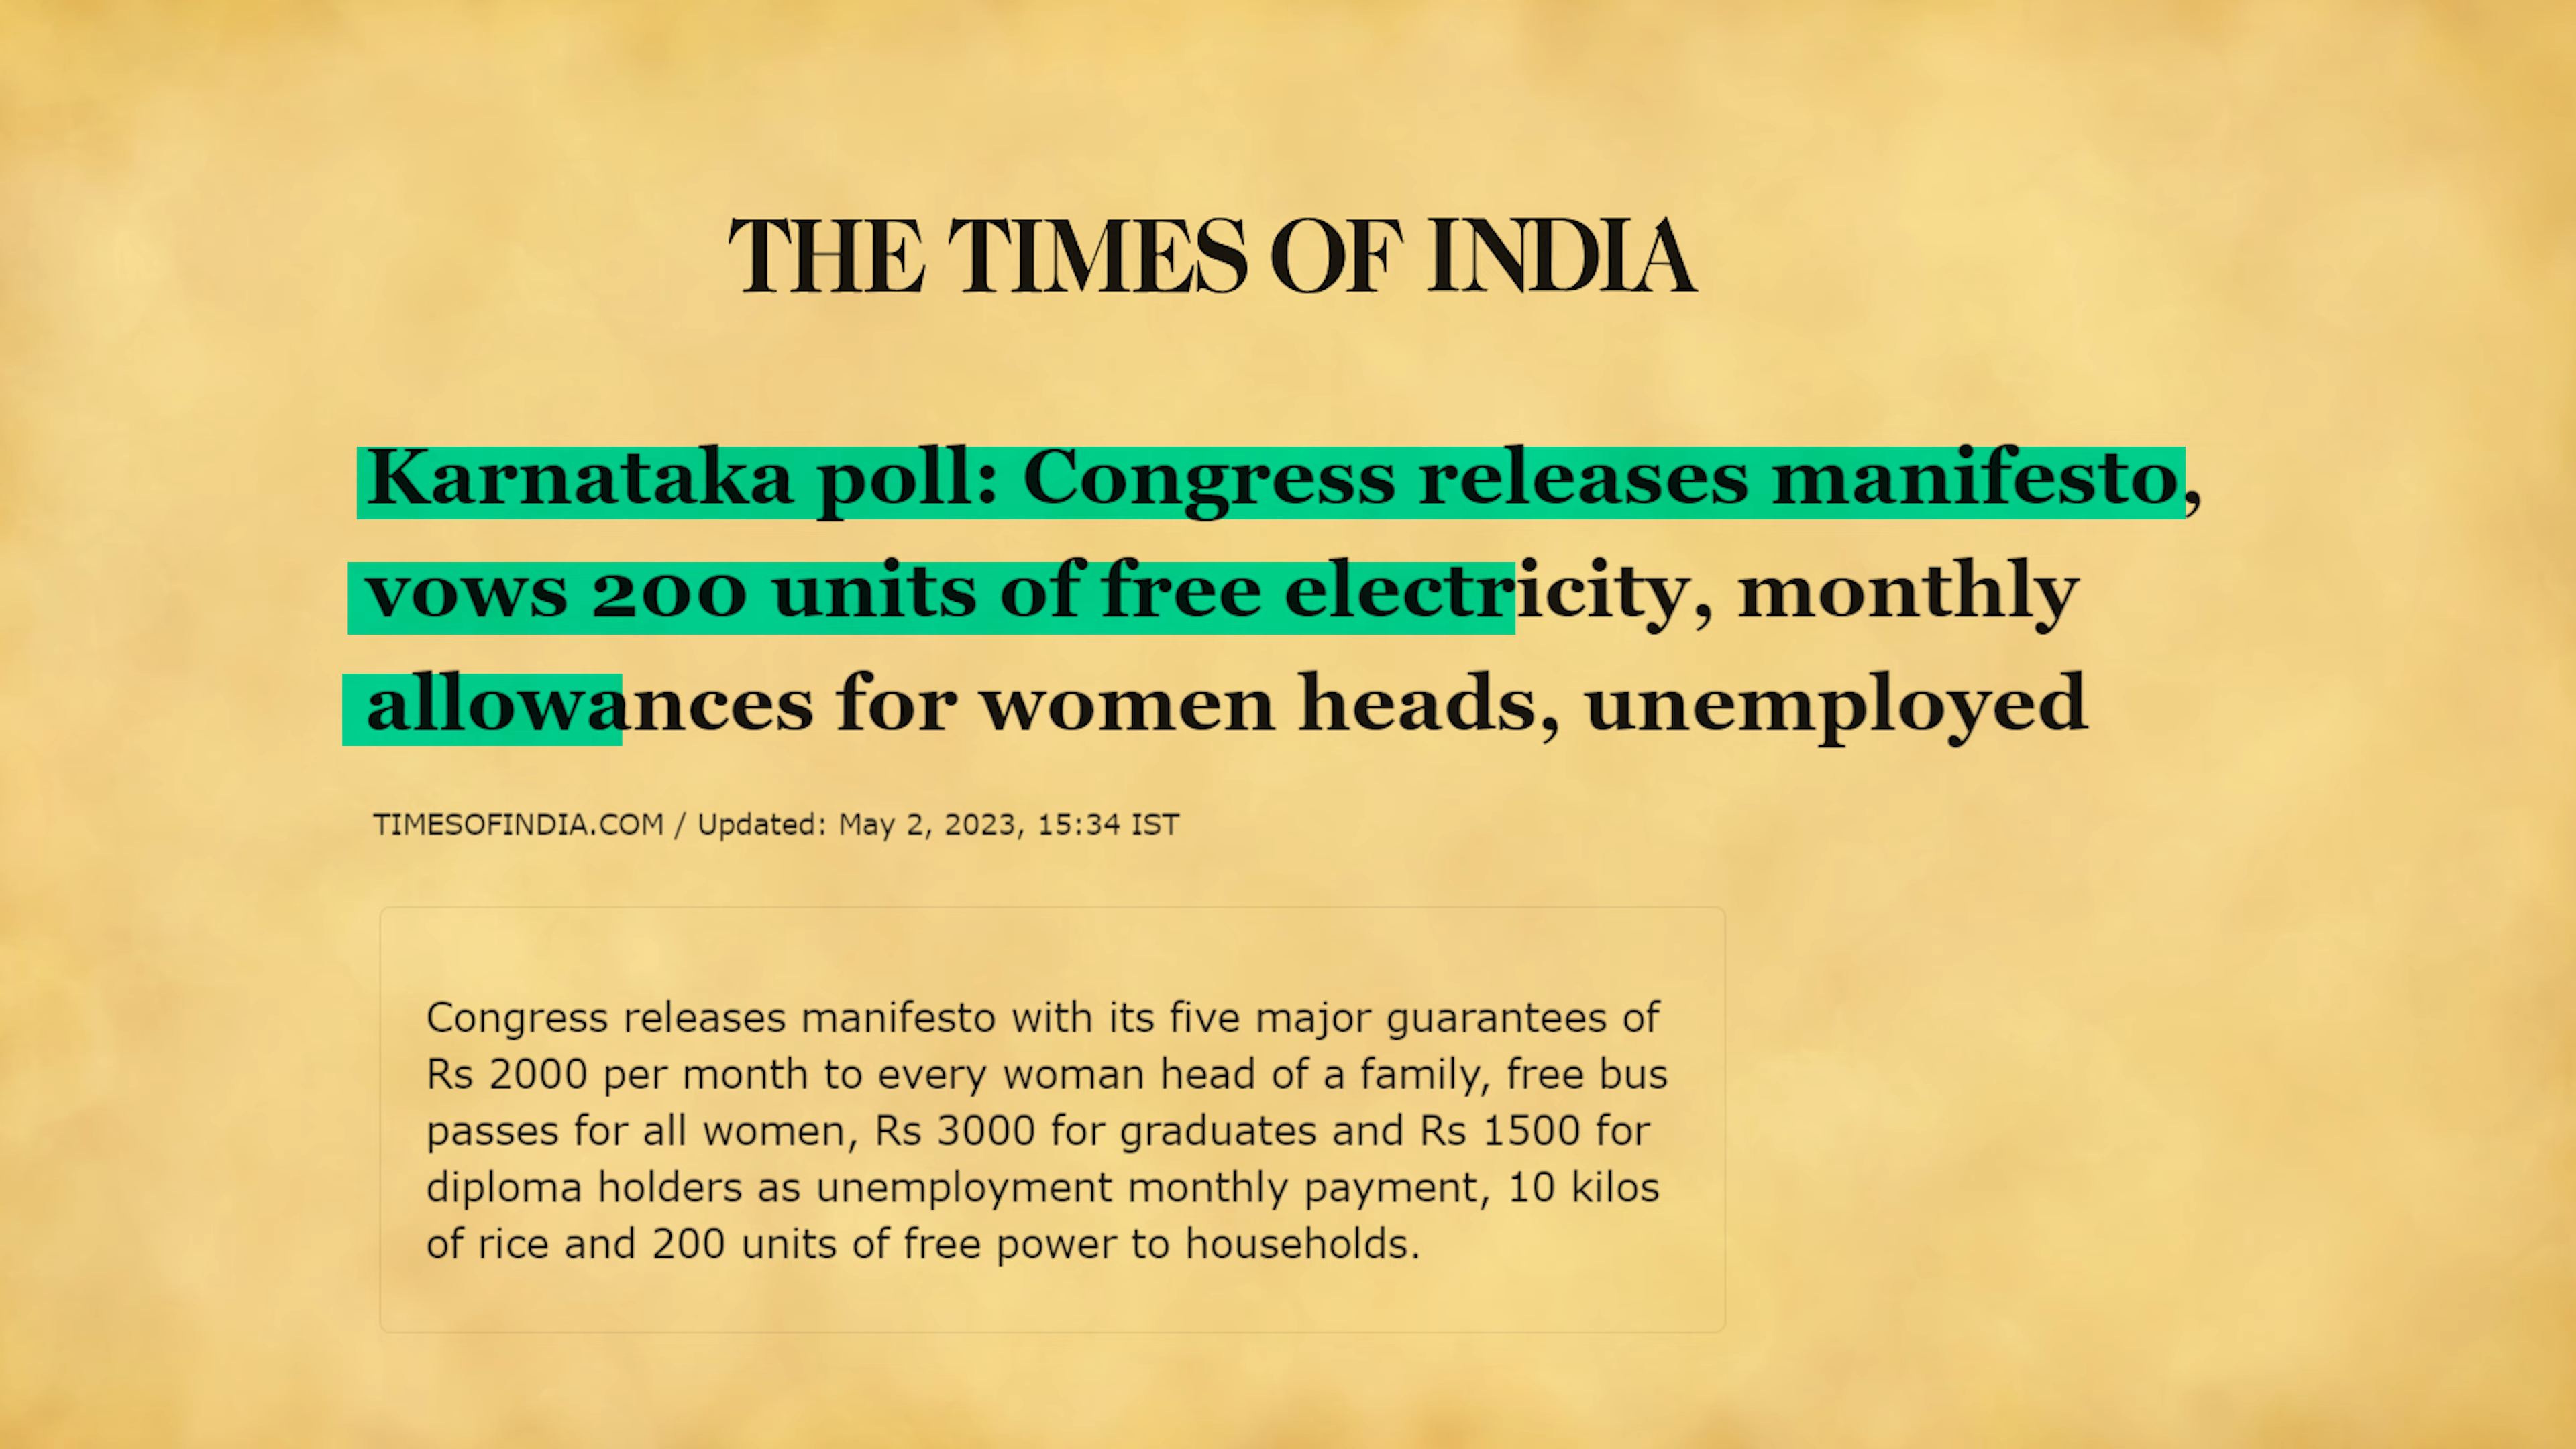 THE TIMES OF INDIA
Karnataka poll: Congress releases manifesto,
vows 200 units of free electricity, monthly
allowances for women heads, unemployed
TIMESOFINDIA.COM / Updated: May 2, 2023, 15:34 IST
Congress releases manifesto with its five major guarantees of
Rs 2000 per month to every woman head of a family, free bus
passes for all women, Rs 3000 for graduates and Rs 1500 for
diploma holders as unemployment monthly payment, 10 kilos
of rice and 200 units of free power to households.